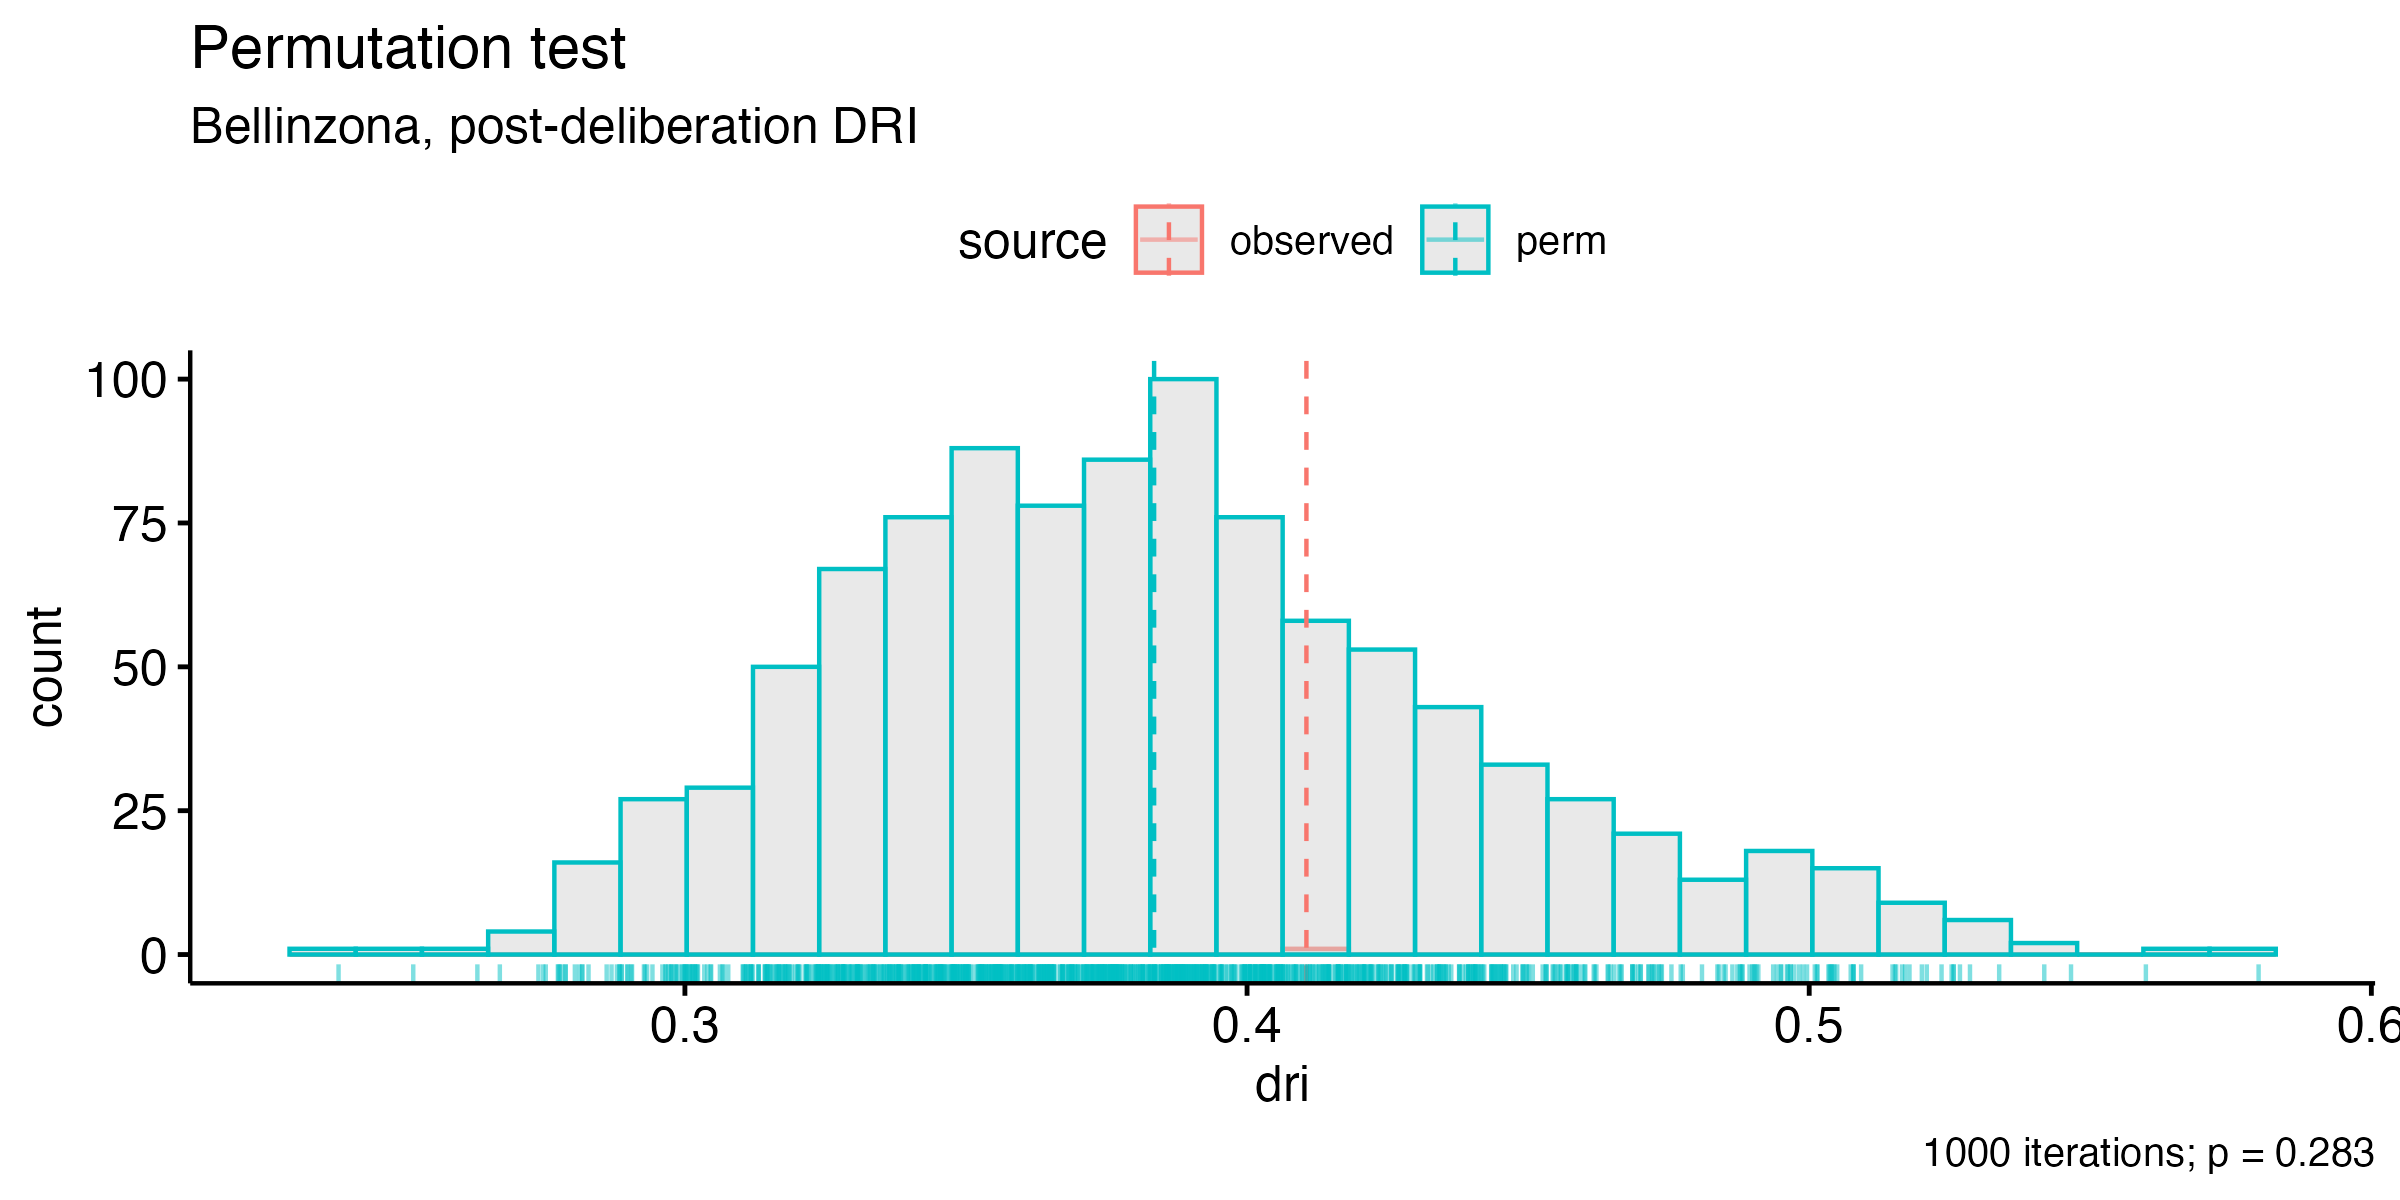 Permutation test
Bellinzona, post-deliberation DRI
source observed perm
100
75
50
25
0
count
0.3 0.4 0.5 0.6
dri
1000 iterations; p = 0.283